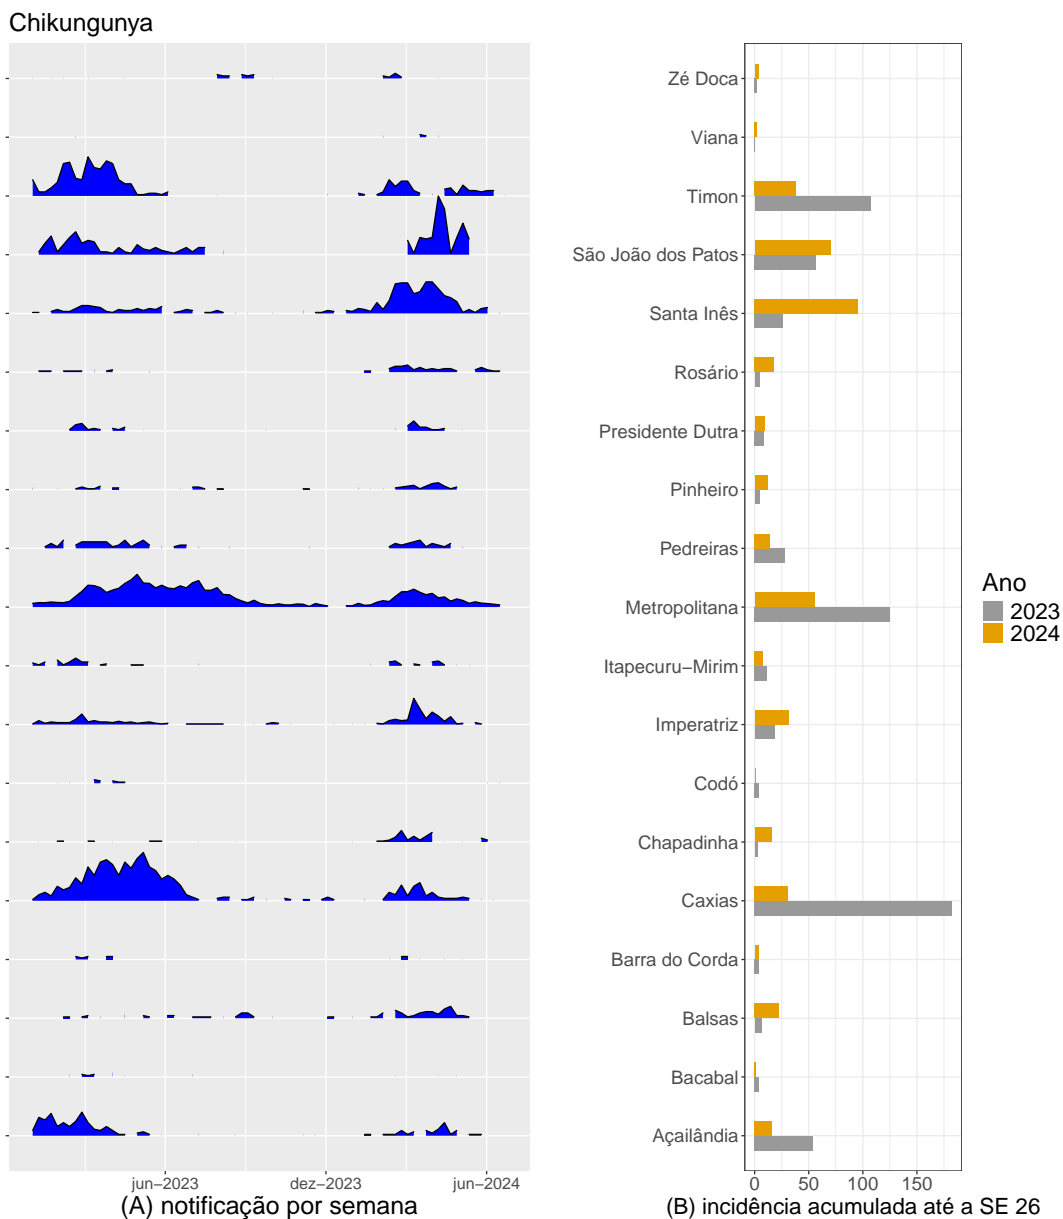 Chikungunya
Zé Doca
Viana
Timon
São João dos Patos
Santa Inês
Rosário
Presidente Dutra
Pinheiro
Pedreiras
Metropolitana
Itapecuru−Mirim
Imperatriz
Codó
Chapadinha
Caxias
Barra do Corda
Balsas
Bacabal
Açailândia
Ano
2023
2024
jun−2023 dez−2023 jun−2024
(A) notificação por semana
0 50 100 150
(B) incidência acumulada até a SE 26